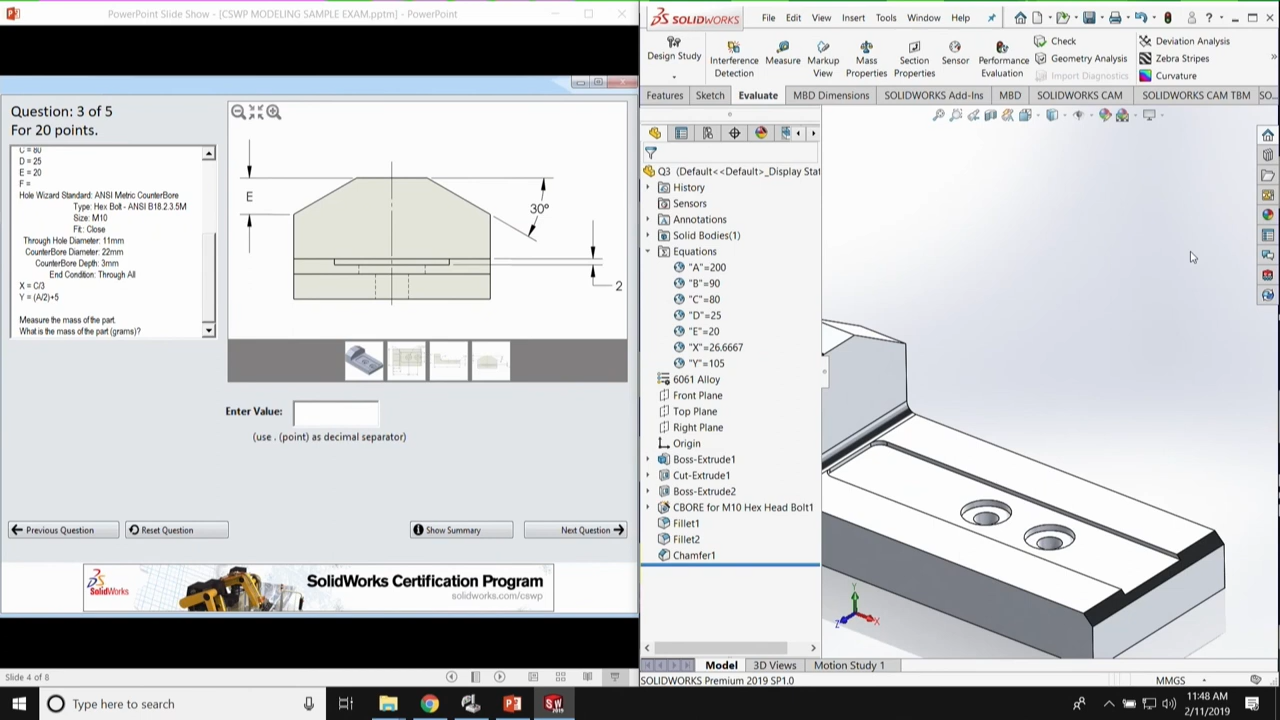 PowerPoint Slide Show - [CSWP MODELING SAMPLE EXAM.pptm] - PowerPoint
Question: 3 of 5
For 20 points.
C = 80
D = 25
E = 20
F =
Hole Wizard Standard: ANSI Metric CounterBore
Type: Hex Bolt - ANSI B18.2.3.5M
Size: M10
Fit: Close
Through Hole Diameter: 11mm
CounterBore Diameter: 22mm
CounterBore Depth: 3mm
End Condition: Through All
X = C/3
Y = (A/2)+5
Measure the mass of the part.
What is the mass of the part (grams)?
E
30°
2
Enter Value:
(use . (point) as decimal separator)
Previous Question
Reset Question
Show Summary
Next Question
SolidWorks
SolidWorks Certification Program
solidworks.com/cswp
Slide 4 of 8
SOLIDWORKS
File
Edit
View
Insert
Tools
Window
Help
Design Study
Interference Detection
Measure
Markup View
Mass Properties
Section Properties
Sensor
Performance Evaluation
Check
Geometry Analysis
Import Diagnostics
Deviation Analysis
Zebra Stripes
Curvature
Features
Sketch
Evaluate
MBD Dimensions
SOLIDWORKS Add-Ins
MBD
SOLIDWORKS CAM
SOLIDWORKS CAM TBM
SO...
Q3 (Default<<Default>_Display Stat
History
Sensors
Annotations
Solid Bodies(1)
Equations
"A"=200
"B"=90
"C"=80
"D"=25
"E"=20
"X"=26.6667
"Y"=105
6061 Alloy
Front Plane
Top Plane
Right Plane
Origin
Boss-Extrude1
Cut-Extrude1
Boss-Extrude2
CBORE for M10 Hex Head Bolt1
Fillet1
Fillet2
Chamfer1
Y
X
Z
Model
3D Views
Motion Study 1
SOLIDWORKS Premium 2019 SP1.0
MMGS
Type here to search
11:48 AM
2/11/2019